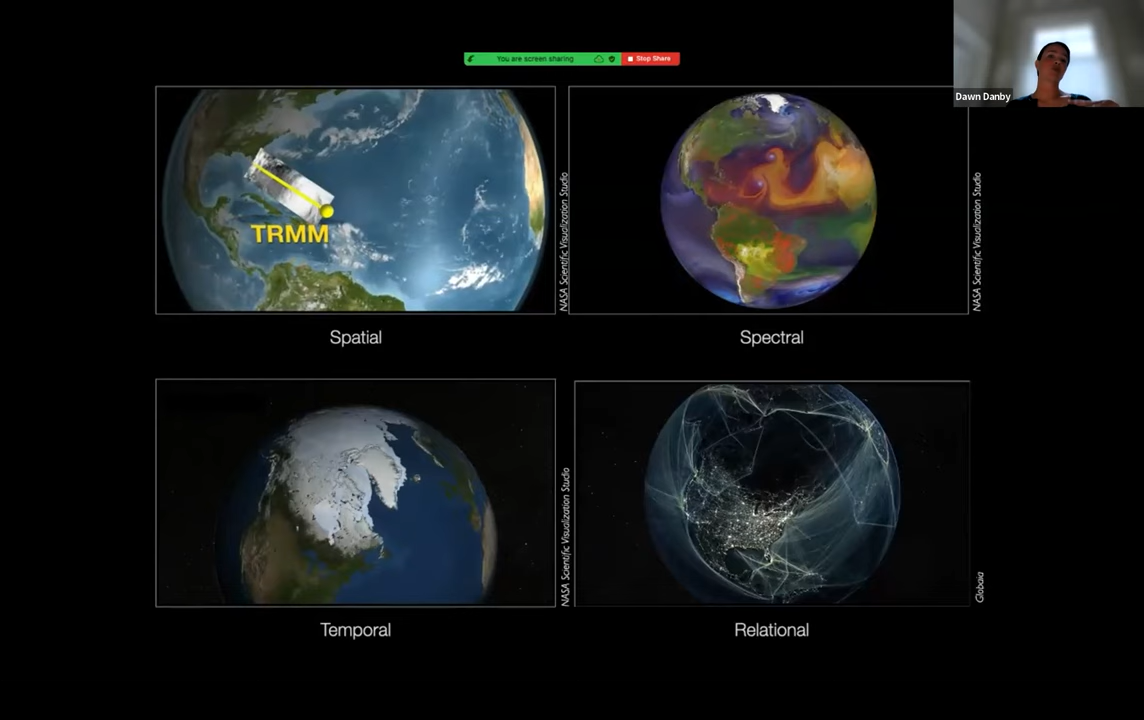 You are screen sharing
Stop Share
Dawn Danby
TRMM
NASA Scientific Visualization Studio
NASA Scientific Visualization Studio
Spatial
Spectral
NASA Scientific Visualization Studio
Globaia
Temporal
Relational